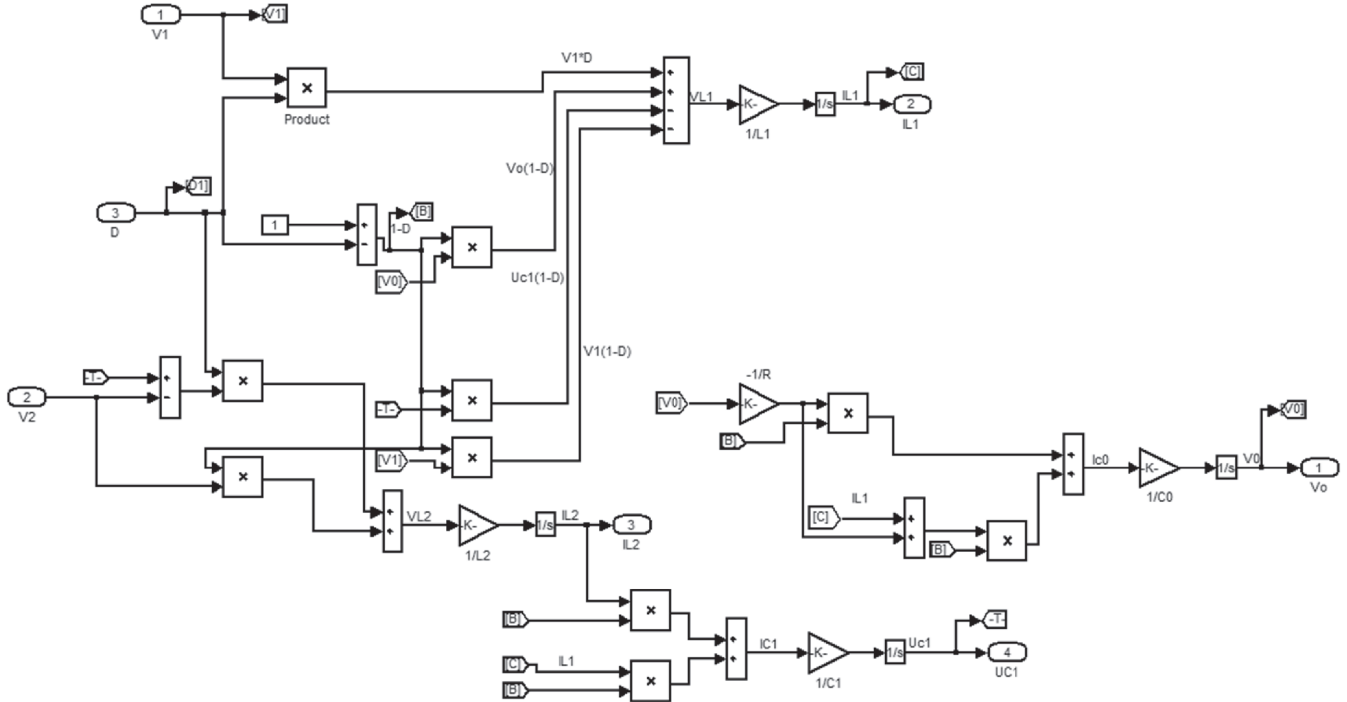 1
[V1]
V1
V1*D
+
+
−
−
VL1
-K-
1/L1
1/s
IL1
[C]
2
IL1
×
Product
Vo(1-D)
[D1]
3
D
1
+
−
[B]
1-D
×
[V0]
Uc1(1-D)
V1(1-D)
-T-
+
−
×
2
V2
-T-
×
[V1]
×
×
+
+
VL2
-K-
1/L2
1/s
IL2
3
IL2
-1/R
[V0]
-K-
[B]
×
[V0]
+
+
Ic0
-K-
1/C0
1/s
V0
1
Vo
IL1
[C]
+
+
[B]
×
[B]
×
[C]
IL1
[B]
×
+
+
IC1
-K-
1/C1
1/s
Uc1
-T-
4
UC1